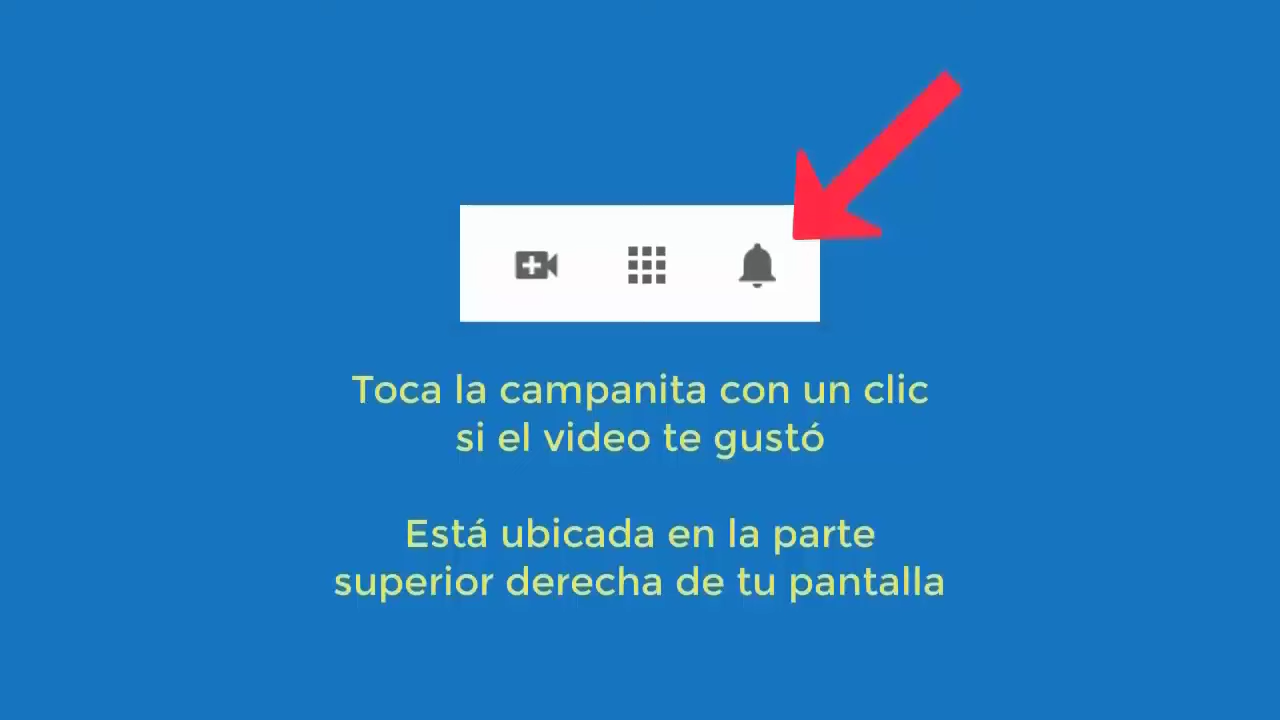 Toca la campanita con un clic
si el video te gustó
Está ubicada en la parte
superior derecha de tu pantalla